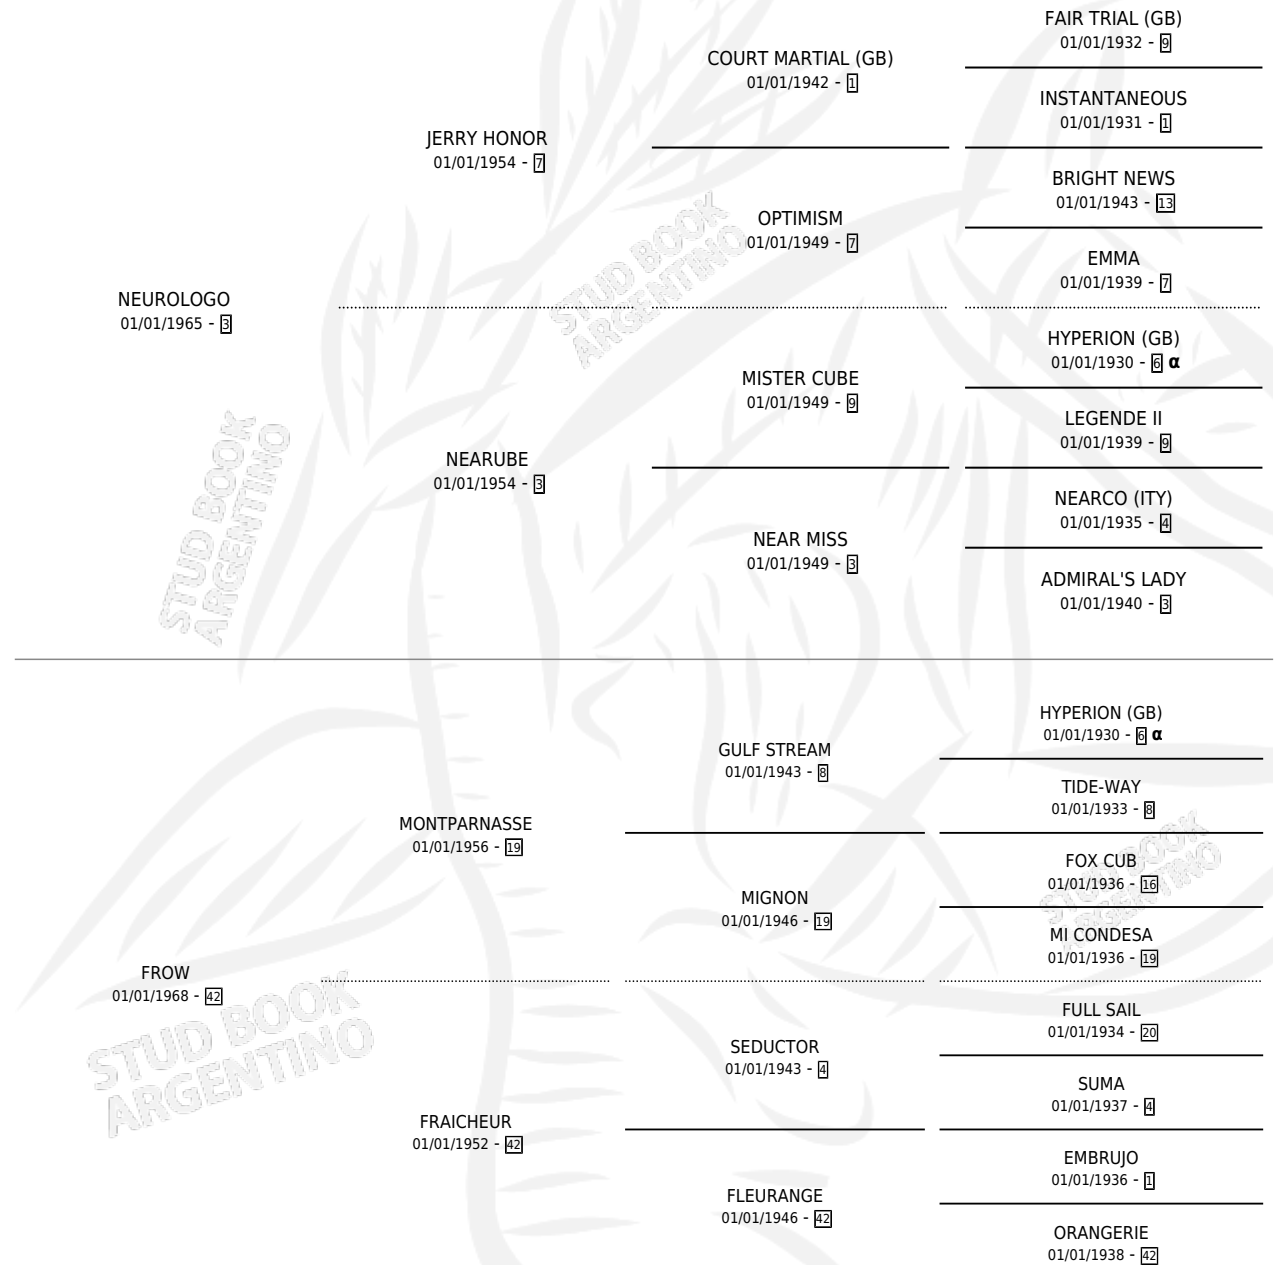 FAIR TRIAL (GB)
01/01/1932 - 9
COURT MARTIAL (GB)
01/01/1942 - 1
INSTANTANEOUS
01/01/1931 - 1
JERRY HONOR
01/01/1954 - 7
BRIGHT NEWS
01/01/1943 - 13
OPTIMISM
01/01/1949 - 7
EMMA
01/01/1939 - 7
NEUROLOGO
01/01/1965 - 3
HYPERION (GB)
01/01/1930 - 6 α
MISTER CUBE
01/01/1949 - 9
LEGENDE II
01/01/1939 - 9
NEARUBE
01/01/1954 - 3
NEARCO (ITY)
01/01/1935 - 4
NEAR MISS
01/01/1949 - 3
ADMIRAL'S LADY
01/01/1940 - 3
HYPERION (GB)
01/01/1930 - 6 α
GULF STREAM
01/01/1943 - 8
TIDE-WAY
01/01/1933 - 8
MONTPARNASSE
01/01/1956 - 19
FOX CUB
01/01/1936 - 16
MIGNON
01/01/1946 - 19
MI CONDESA
01/01/1936 - 19
FROW
01/01/1968 - 42
FULL SAIL
01/01/1934 - 20
SEDUCTOR
01/01/1943 - 4
SUMA
01/01/1937 - 4
FRAICHEUR
01/01/1952 - 42
EMBRUJO
01/01/1936 - 1
FLEURANGE
01/01/1946 - 42
ORANGERIE
01/01/1938 - 42
STUD BOOK
ARGENTINO
STUD BOOK
ARGENTINO
STUD BOOK
ARGENTINO
STUD BOOK
ARGENTINO